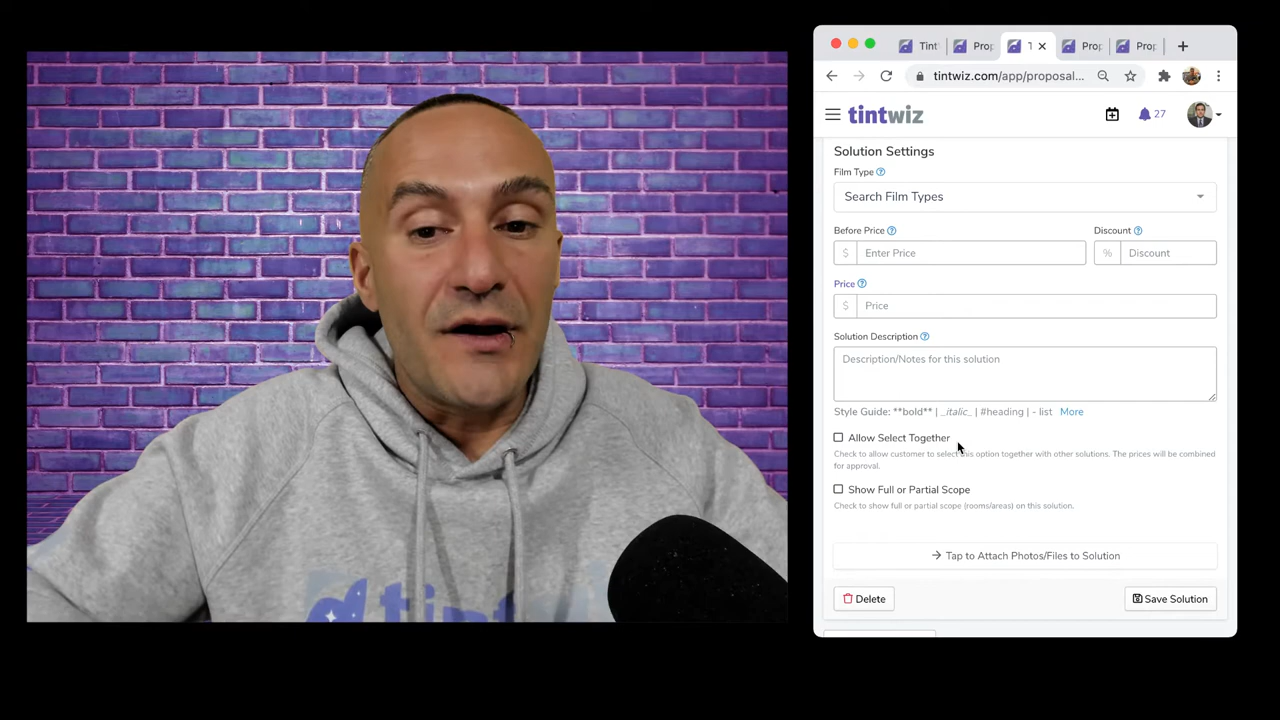 Tint
Prop
T
Prop
Prop
tintwiz.com/app/proposal...
tintwiz
27
Solution Settings
Film Type
Search Film Types
Before Price
Discount
$ Enter Price
% Discount
Price
$ Price
Solution Description
Description/Notes for this solution
Style Guide: **bold** | _italic_ | #heading | - list More
Allow Select Together
Check to allow customer to select this option together with other solutions. The prices will be combined
for approval.
Show Full or Partial Scope
Check to show full or partial scope (rooms/areas) on this solution.
→ Tap to Attach Photos/Files to Solution
Delete
Save Solution